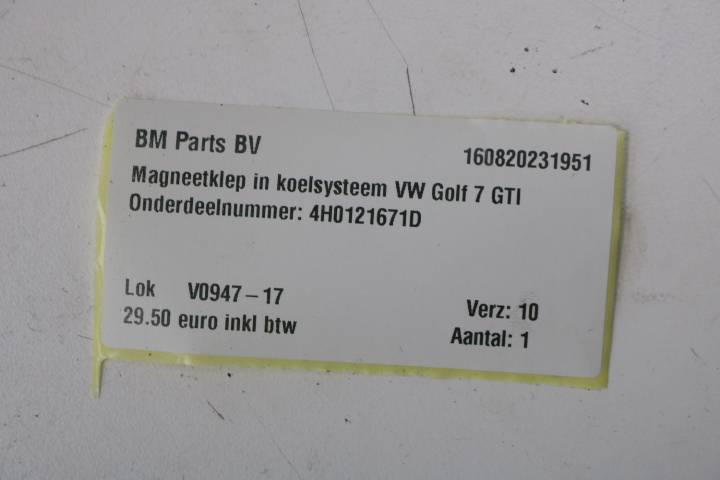 BM Parts BV 160820231951
Magneetklep in koelsysteem VW Golf 7 GTI
Onderdeelnummer: 4H0121671D
Lok V0947-17
Verz: 10
29.50 euro inkl btw
Aantal: 1